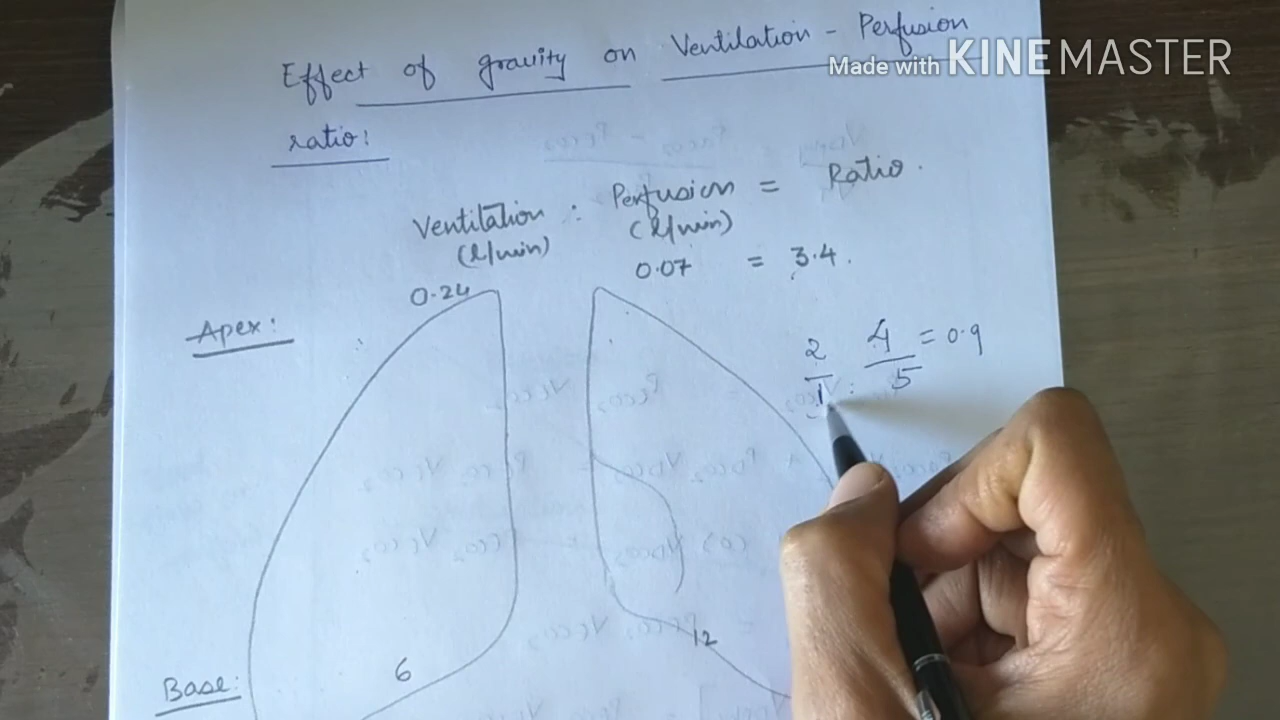 Effect of gravity on Ventilation - Perfusion
Made with KINEMASTER
ratio:
Ventilation : Perfusion = Ratio.
(l/min) (l/min)
0.24 0.07 = 3.4.
Apex:
2 4 = 0.9
1 : 5
12
6
Base: